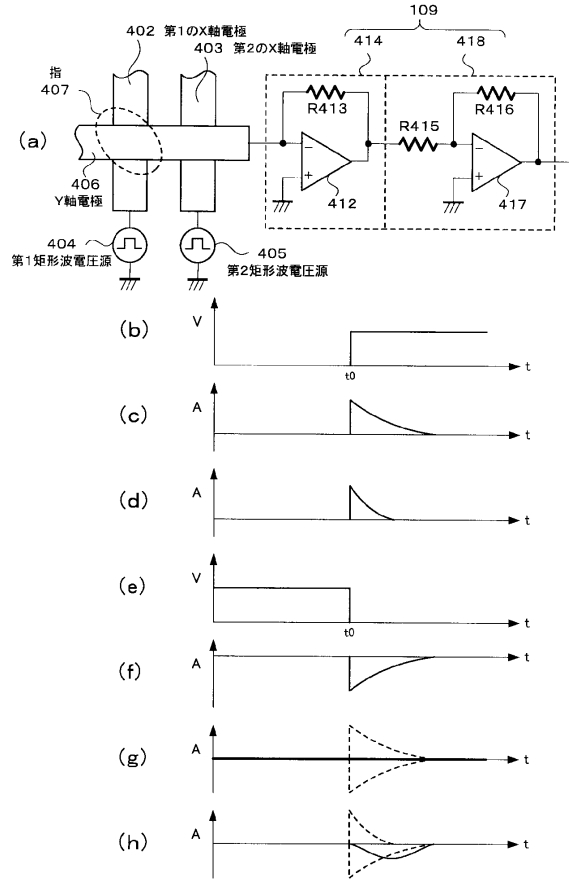 109
402 第1のX軸電極
403 第2のX軸電極
414
418
指
407
R413
R416
(a)
R415
−
+
−
+
406
Y軸電極
412
417
404
第1矩形波電圧源
405
第2矩形波電圧源
(b)
V
t
t0
(c)
A
t
(d)
A
t
(e)
V
t
t0
(f)
A
t
(g)
A
t
(h)
A
t